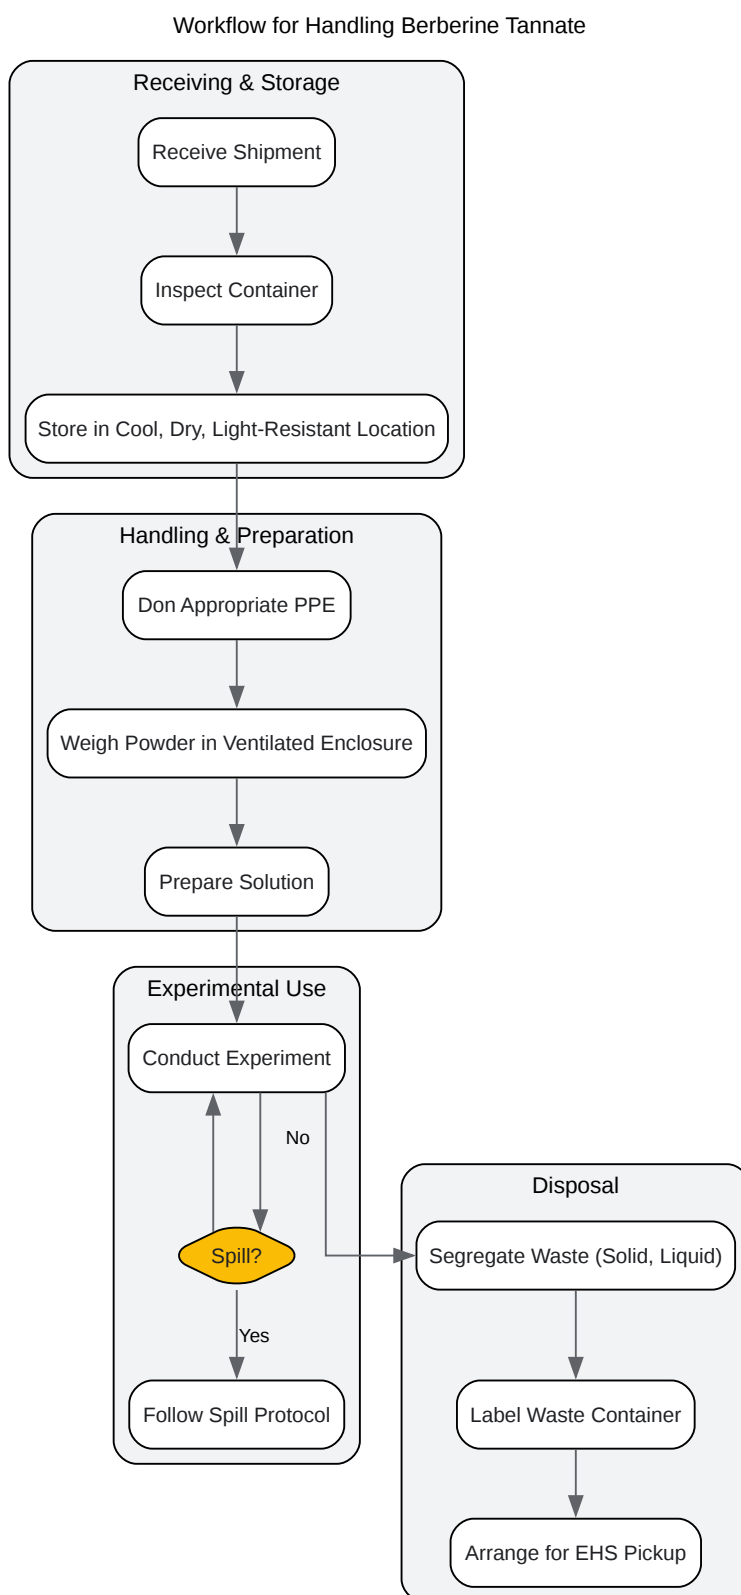 Workflow for Handling Berberine Tannate
Receiving & Storage
Receive Shipment
Inspect Container
Store in Cool, Dry, Light-Resistant Location
Handling & Preparation
Don Appropriate PPE
Weigh Powder in Ventilated Enclosure
Prepare Solution
Experimental Use
Conduct Experiment
No
Spill?
Yes
Follow Spill Protocol
Disposal
Segregate Waste (Solid, Liquid)
Label Waste Container
Arrange for EHS Pickup